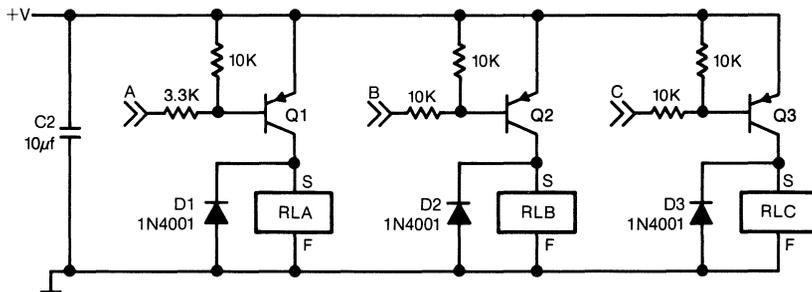 +V
10K
10K
10K
A
3.3K
B
10K
C
10K
C2
10µf
Q1
Q2
Q3
S
S
S
D1
1N4001
RLA
D2
1N4001
RLB
D3
1N4001
RLC
F
F
F